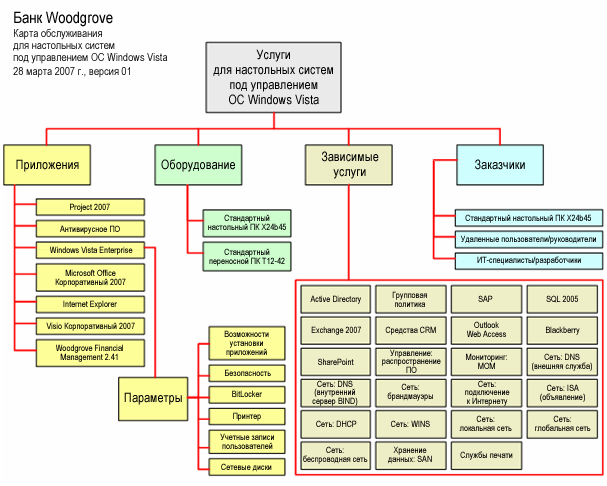 Банк Woodgrove
Карта обслуживания
для настольных систем
под управлением ОС Windows Vista
28 марта 2007 г., версия 01
Услуги
для настольных систем
под управлением
ОС Windows Vista
Приложения
Оборудование
Зависимые
услуги
Заказчики
Project 2007
Антивирусное ПО
Windows Vista Enterprise
Microsoft Office
Корпоративный 2007
Internet Explorer
Visio Корпоративный 2007
Woodgrove Financial
Management 2.41
Параметры
Возможности
установки
приложений
Безопасность
BitLocker
Принтер
Учетные записи
пользователей
Сетевые диски
Стандартный
настольный ПК X24b45
Стандартный
переносной ПК T12-42
Стандартный настольный ПК X24b45
Удаленные пользователи/руководители
ИТ-специалисты/разработчики
Active Directory
Групповая
политика
SAP
SQL 2005
Exchange 2007
Средства CRM
Outlook
Web Access
Blackberry
SharePoint
Управление:
распространение
ПО
Мониторинг:
MOM
Сеть: DNS
(внешняя служба)
Сеть: DNS
(внутренний
сервер BIND)
Сеть:
брандмауэры
Сеть:
подключение
к Интернету
Сеть: ISA
(объявление)
Сеть: DHCP
Сеть: WINS
Сеть:
локальная сеть
Сеть:
глобальная сеть
Сеть:
беспроводная сеть
Хранение
данных: SAN
Службы печати